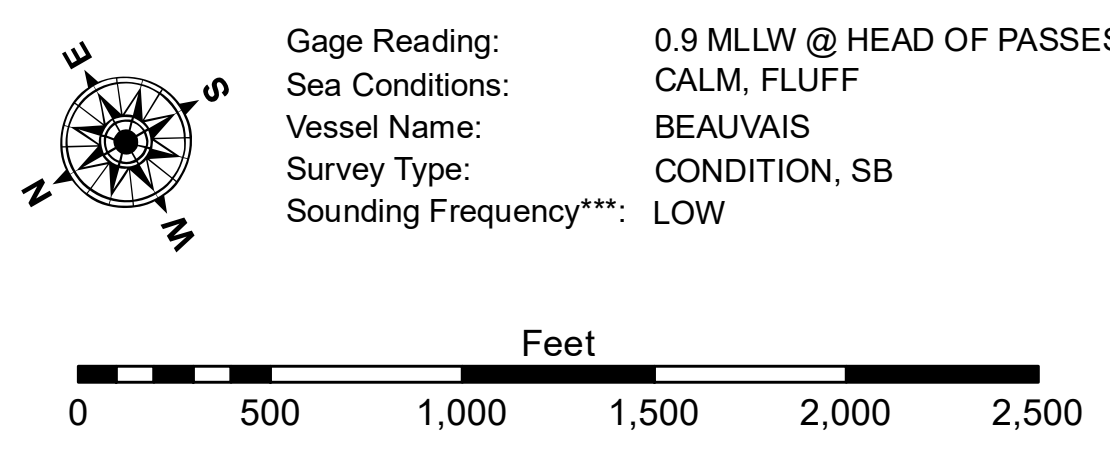 E
S
N
W
Gage Reading: 0.9 MLLW @ HEAD OF PASSES
Sea Conditions: CALM, FLUFF
Vessel Name: BEAUVAIS
Survey Type: CONDITION, SB
Sounding Frequency***: LOW
Feet
0 500 1,000 1,500 2,000 2,500